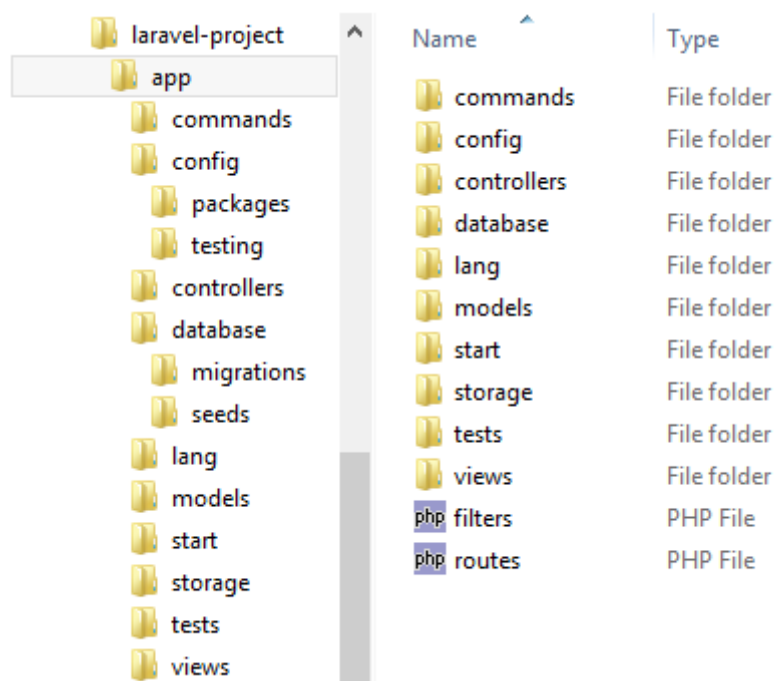 laravel-project
app
commands
config
packages
testing
controllers
database
migrations
seeds
lang
models
start
storage
tests
views
Name Type
commands File folder
config File folder
controllers File folder
database File folder
lang File folder
models File folder
start File folder
storage File folder
tests File folder
views File folder
php filters PHP File
php routes PHP File